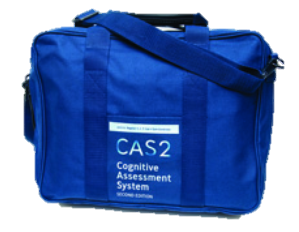 CAS2
Cognitive
Assessment
System
SECOND EDITION